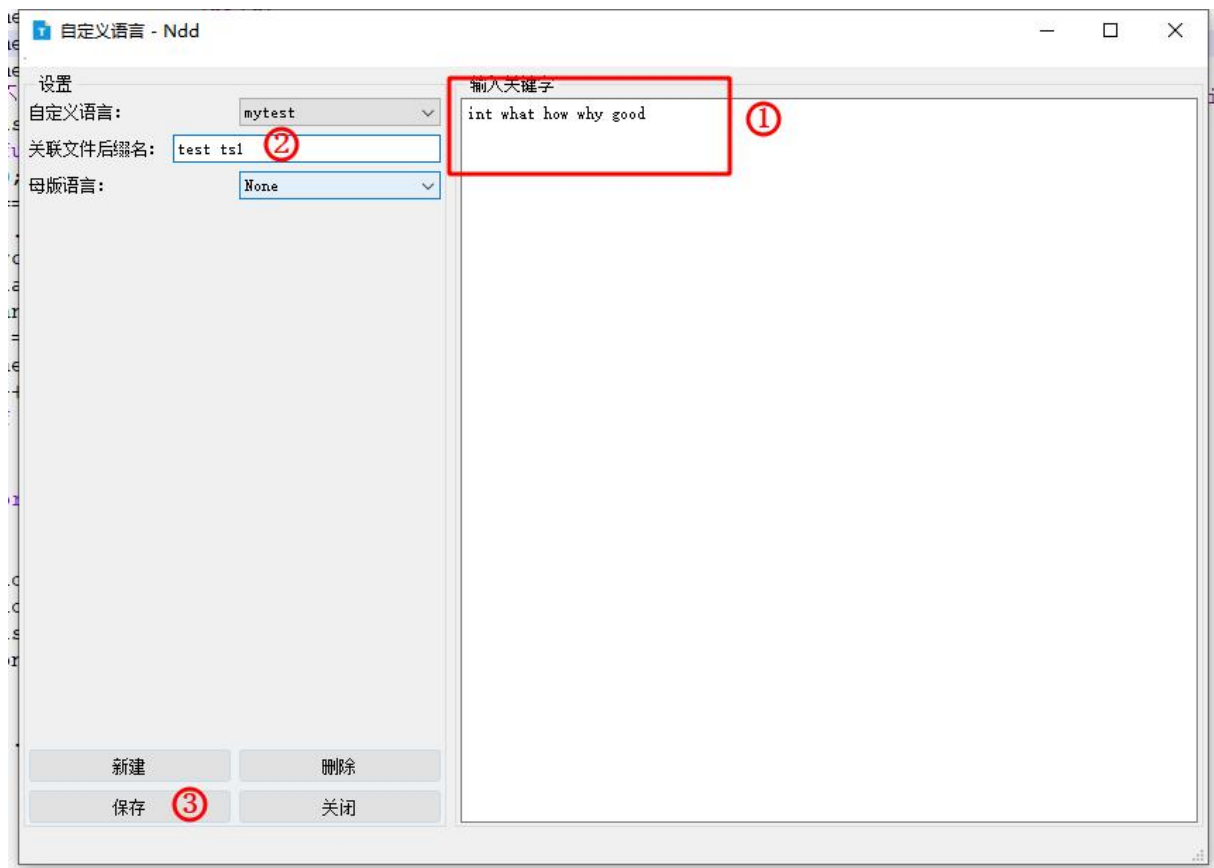 自定义语言 - Ndd
设置
自定义语言：
mytest
关联文件后缀名：
test ts1
②
母版语言：
None
输入关键字
int what how why good
①
新建
删除
保存
③
关闭